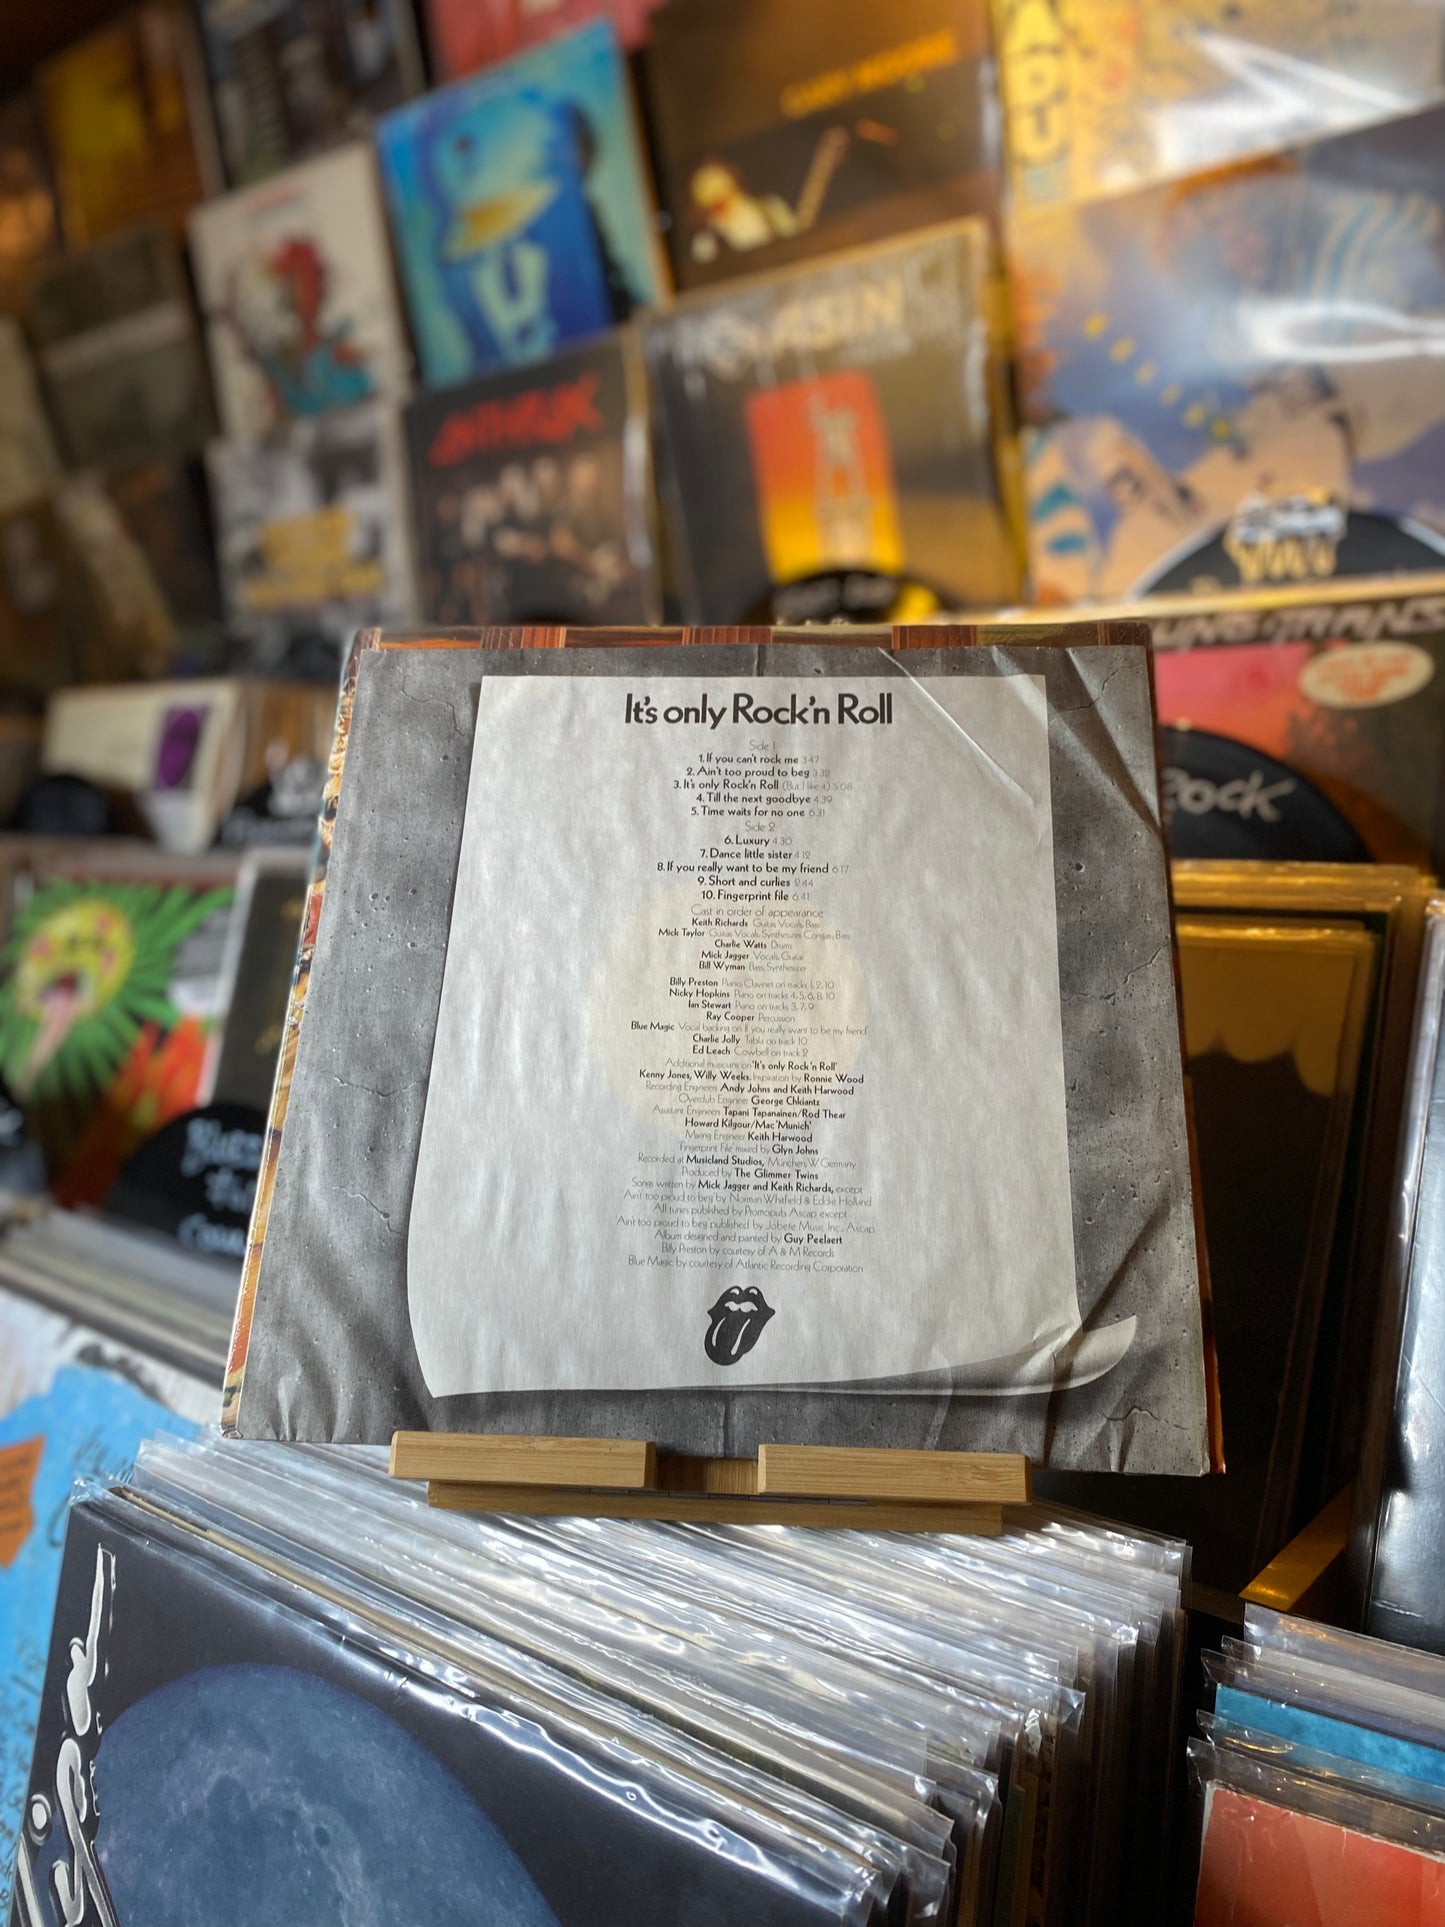 GARY MOORE
ANTHRAX
It's only Rock'n Roll
Side 1
1. If you can't rock me 3.47
2. Ain't too proud to beg 3.32
3. It's only Rock'n Roll (But I like it) 5.08
4. Till the next goodbye 4.39
5. Time waits for no one 6.31
Side 2
6. Luxury 4.30
7. Dance little sister 4.12
8. If you really want to be my friend 6.17
9. Short and curlies 2.44
10. Fingerprint file 6.41
Cast in order of appearance
Keith Richards Guitar, Vocals, Bass
Mick Taylor Guitars, Vocals, Synthesizer, Congas, Bass
Charlie Watts Drums
Mick Jagger Vocals, Guitar
Bill Wyman Bass, Synthesizer
Billy Preston Piano, Clavinet on tracks 1, 2, 10
Nicky Hopkins Piano on tracks 4, 5, 6, 8, 10
Ian Stewart Piano on tracks 3, 7, 9
Ray Cooper Percussion
Blue Magic Vocal backing on 'If you really want to be my friend'
Charlie Jolly Tabla on track 10
Ed Leach Cowbell on track 2
Additional musicians on 'It's only Rock'n Roll'
Kenny Jones, Willy Weeks. Inspiration by Ronnie Wood
Recording Engineers Andy Johns and Keith Harwood
Overdub Engineer George Chkiantz
Assistant Engineers Tapani Tapanainen/Rod Thear
Howard Kilgour/Mac 'Munich'
Mixing Engineer Keith Harwood
'Fingerprint File' mixed by Glyn Johns
Recorded at Musicland Studios, München, W Germany
Produced by The Glimmer Twins
Songs written by Mick Jagger and Keith Richards, except
'Ain't too proud to beg' by Norman Whitfield & Eddie Holland
All tunes published by Promopub Ascap except
'Ain't too proud to beg' published by Jobete Music Inc., Ascap
Album designed and painted by Guy Peelaert
Billy Preston by courtesy of A & M Records
Blue Magic by courtesy of Atlantic Recording Corporation
ROCK